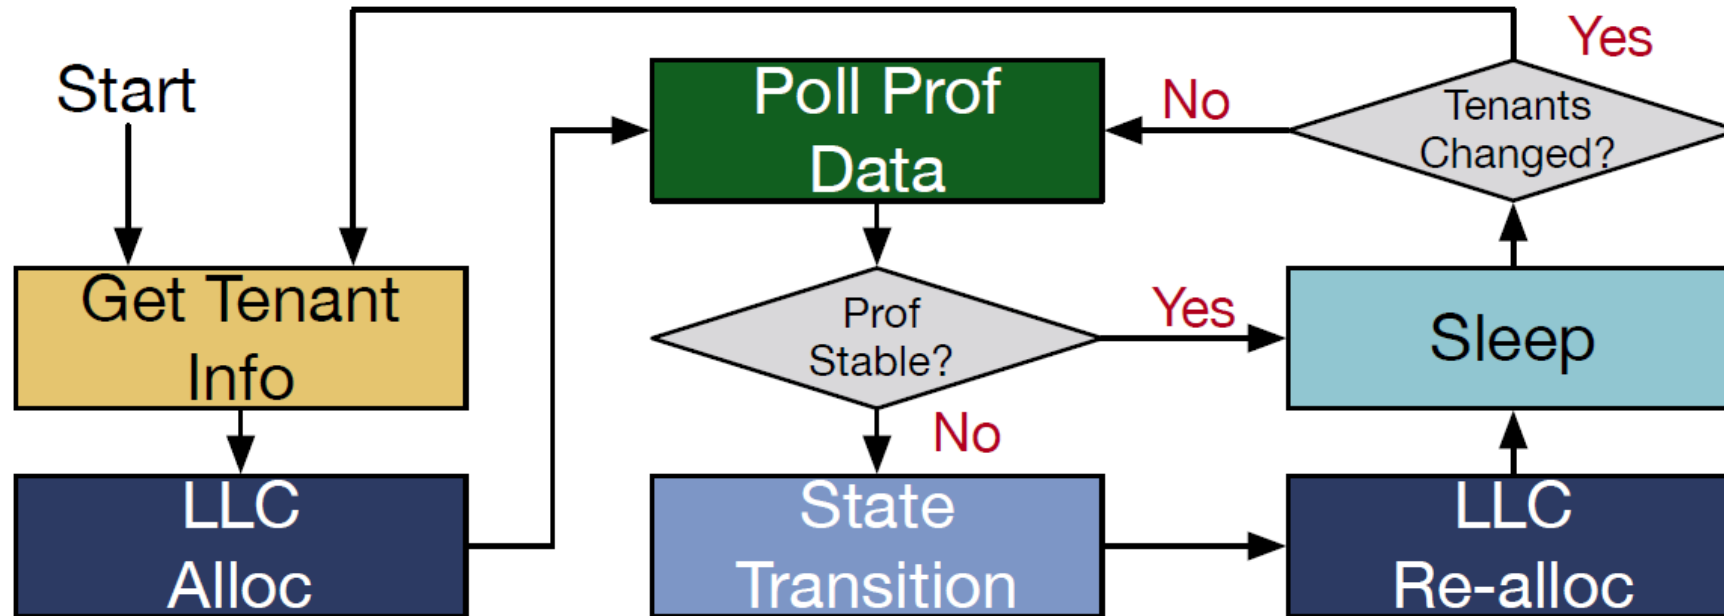 Start
Get Tenant
Info
LLC
Alloc
Poll Prof
Data
Prof
Stable?
No
Yes
State
Transition
LLC
Re-alloc
Sleep
Tenants
Changed?
No
Yes